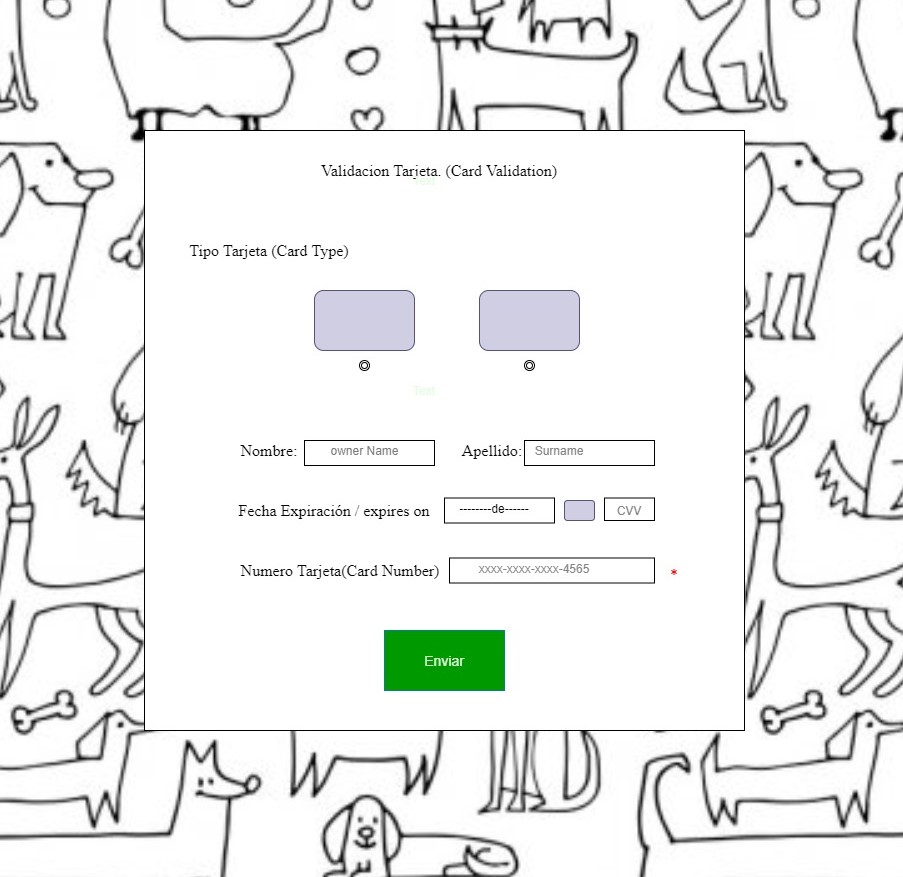 Validacion Tarjeta. (Card Validation)
Text
Tipo Tarjeta (Card Type)
Text
Nombre: owner Name Apellido: Surname
Fecha Expiración / expires on --------de------ CVV
Numero Tarjeta(Card Number) xxxx-xxxx-xxxx-4565 *
Enviar